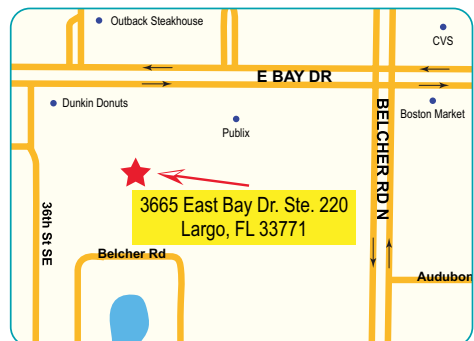 Outback Steakhouse
CVS
E BAY DR
Dunkin Donuts
Boston Market
Publix
BELCHER RD N
3665 East Bay Dr. Ste. 220
Largo, FL 33771
36th St SE
Belcher Rd
Audubon